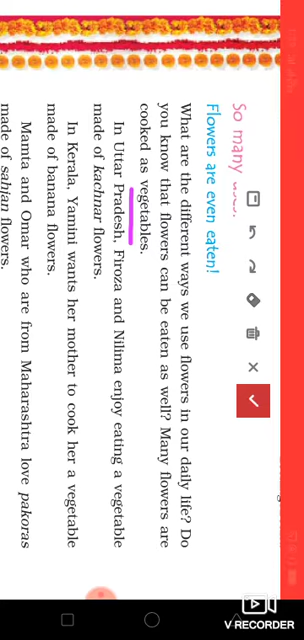 So many
Flowers are even eaten!
What are the different ways we use flowers in our daily life? Do
you know that flowers can be eaten as well? Many flowers are
cooked as vegetables.
In Uttar Pradesh, Firoza and Nilima enjoy eating a vegetable
made of kachnar flowers.
In Kerala, Yamini wants her mother to cook her a vegetable
made of banana flowers.
Mamta and Omar who are from Maharashtra love pakoras
made of sahjan flowers.
V RECORDER